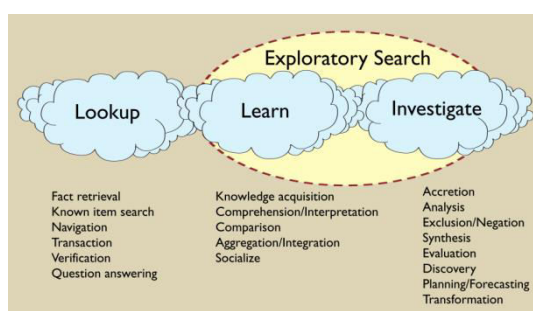 Exploratory Search
Lookup
Learn
Investigate
Fact retrieval
Known item search
Navigation
Transaction
Verification
Question answering
Knowledge acquisition
Comprehension/Interpretation
Comparison
Aggregation/Integration
Socialize
Accretion
Analysis
Exclusion/Negation
Synthesis
Evaluation
Discovery
Planning/Forecasting
Transformation